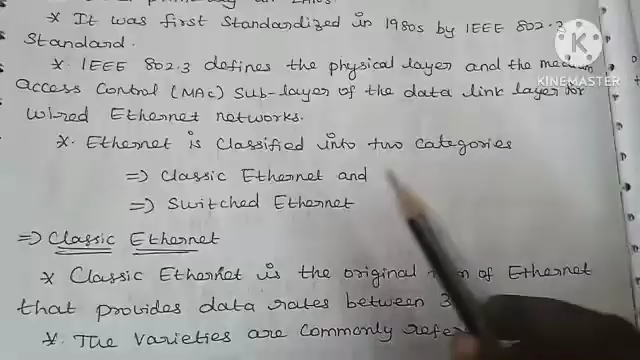 * It was first Standardized in 1980s by IEEE 802.3
Standard.
* IEEE 802.3 defines the physical layer and the medium
access Control (MAC) Sub-layer of the data link layer for
wired Ethernet networks.
* Ethernet is classified into two categories
=> Classic Ethernet and
=> Switched Ethernet
=> Classic Ethernet
* Classic Ethernet is the original of Ethernet
that provides data rates between 3
* The Varieties are commonly refer
KINEMASTER